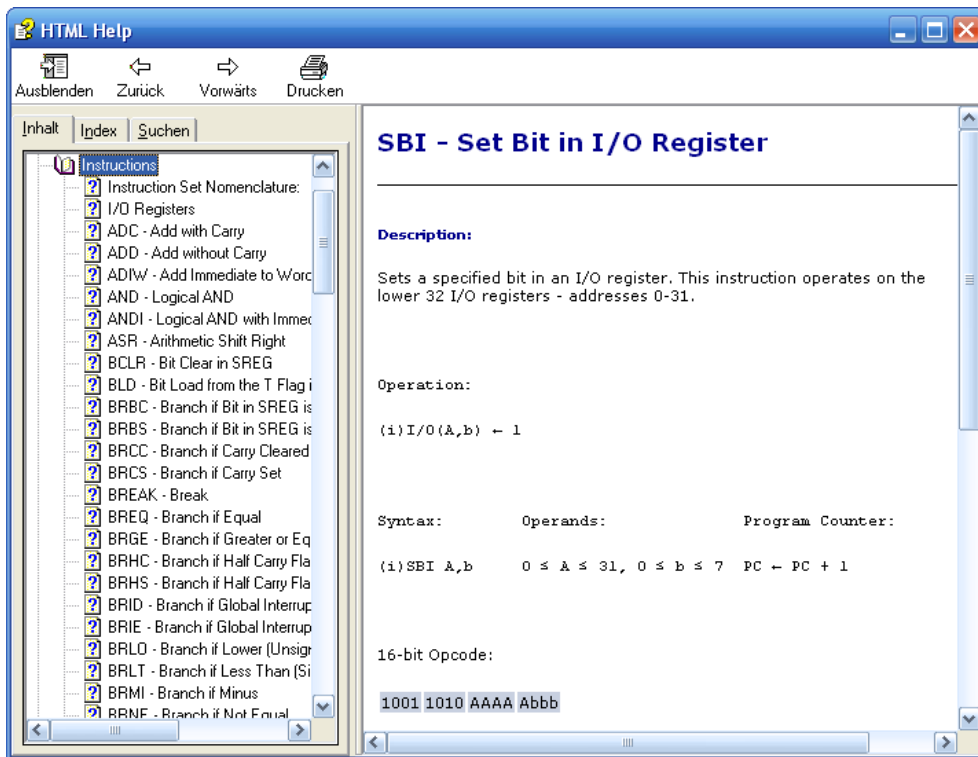 HTML Help
Ausblenden Zurück Vorwärts Drucken
Inhalt Index Suchen
Instructions
Instruction Set Nomenclature:
I/O Registers
ADC - Add with Carry
ADD - Add without Carry
ADIW - Add Immediate to Word
AND - Logical AND
ANDI - Logical AND with Immed
ASR - Arithmetic Shift Right
BCLR - Bit Clear in SREG
BLD - Bit Load from the T Flag i
BRBC - Branch if Bit in SREG is
BRBS - Branch if Bit in SREG is
BRCC - Branch if Carry Cleared
BRCS - Branch if Carry Set
BREAK - Break
BREQ - Branch if Equal
BRGE - Branch if Greater or Eq
BRHC - Branch if Half Carry Fla
BRHS - Branch if Half Carry Fla
BRID - Branch if Global Interrup
BRIE - Branch if Global Interrup
BRLO - Branch if Lower (Unsigr
BRLT - Branch if Less Than (Si
BRMI - Branch if Minus
BRNE - Branch if Not Equal
SBI - Set Bit in I/O Register
Description:
Sets a specified bit in an I/O register. This instruction operates on the
lower 32 I/O registers - addresses 0-31.
Operation:
(i)I/O(A,b) ← 1
Syntax: Operands: Program Counter:
(i)SBI A,b 0 ≤ A ≤ 31, 0 ≤ b ≤ 7 PC ← PC + 1
16-bit Opcode:
1001 1010 AAAA Abbb